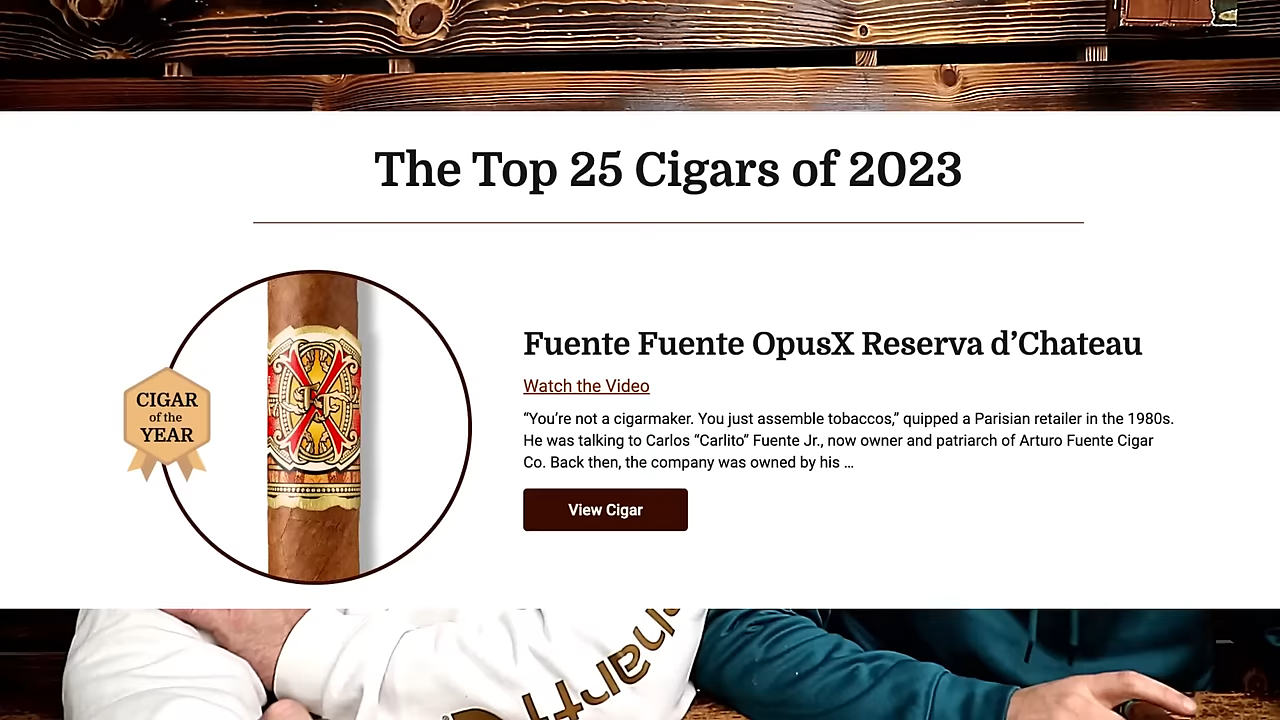 The Top 25 Cigars of 2023
CIGAR
of the
YEAR
Fuente Fuente OpusX Reserva d’Chateau
Watch the Video
“You’re not a cigarmaker. You just assemble tobaccos,” quipped a Parisian retailer in the 1980s.
He was talking to Carlos “Carlito” Fuente Jr., now owner and patriarch of Arturo Fuente Cigar
Co. Back then, the company was owned by his ...
View Cigar